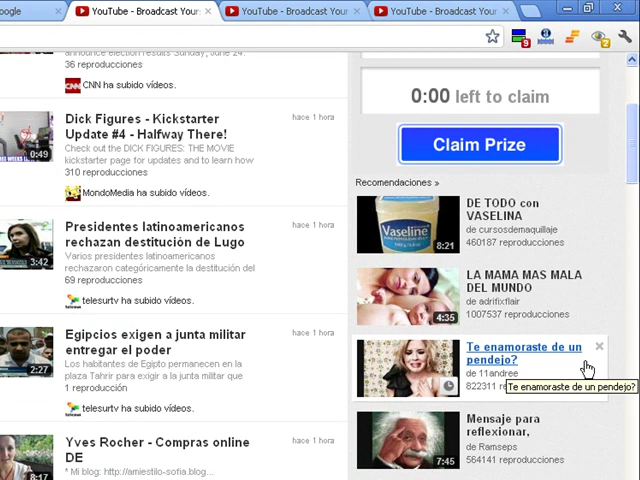 oogle
YouTube - Broadcast Your
YouTube - Broadcast Your
YouTube - Broadcast Your
9
2
announce election results Sunday, June 24.
36 reproducciones
CNN
CNN ha subido vídeos.
0:49
Dick Figures - Kickstarter
Update #4 - Halfway There!
hace 1 hora
Check out the DICK FIGURES: THE MOVIE
kickstarter page for updates and to learn how
310 reproducciones
MondoMedia ha subido vídeos.
3:42
Presidentes latinoamericanos
rechazan destitución de Lugo
hace 1 hora
Varios presidentes latinoamericanos
rechazaron categóricamente la destitución del
69 reproducciones
telesurtv ha subido vídeos.
2:27
Egipcios exigen a junta militar
entregar el poder
hace 1 hora
Los habitantes de Egipto permanecen en la
plaza Tahrir para exigir a la junta militar que
1 reproducción
telesurtv ha subido vídeos.
8:17
Yves Rocher - Compras online
DE
hace 1 hora
* Mi blog: http://amiestilo-sofia.blog...
0:00 left to claim
Claim Prize
Recomendaciones »
Vaseline
8:21
DE TODO con
VASELINA
de cursosdemaquillaje
460187 reproducciones
4:35
LA MAMA MAS MALA
DEL MUNDO
de adrifixflair
1007537 reproducciones
Te enamoraste de un
pendejo?
de 11andree
822311 re
Te enamoraste de un pendejo?
7:45
Mensaje para
reflexionar,
de Ramseps
564141 reproducciones